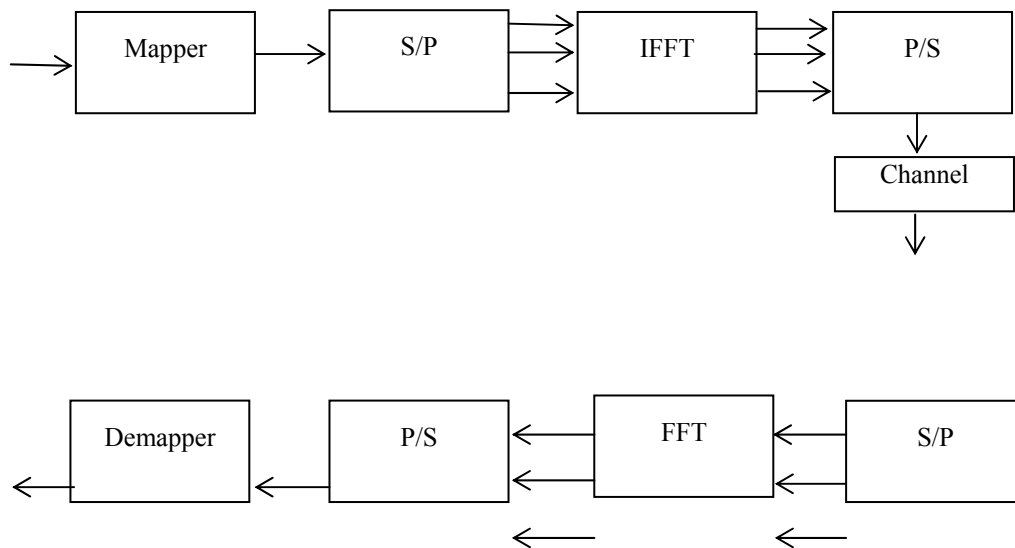 Mapper
S/P
IFFT
P/S
Channel
Demapper
P/S
FFT
S/P